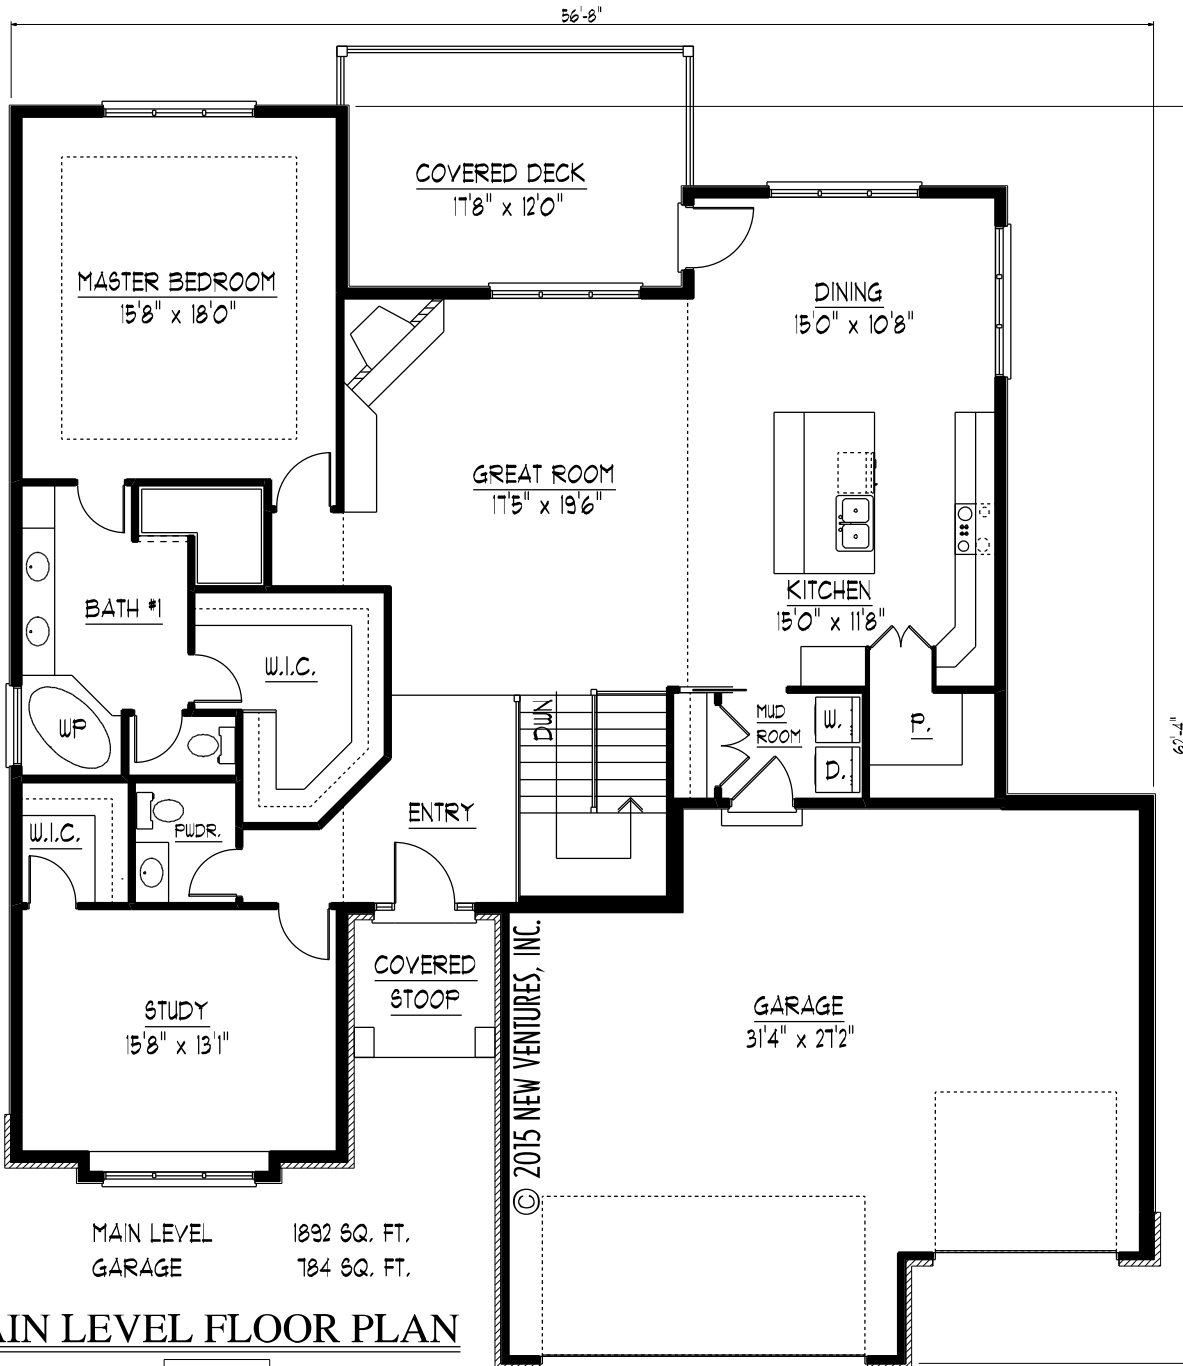 56'-8"
COVERED DECK
17'8" x 12'0"
MASTER BEDROOM
15'8" x 18'0"
DINING
15'0" x 10'8"
GREAT ROOM
17'5" x 19'6"
KITCHEN
15'0" x 11'8"
BATH #1
W.I.C.
WP
DWN
MUD
ROOM
W.
D.
P.
62'-4"
ENTRY
W.I.C.
PWDR.
COVERED
STOOP
STUDY
15'8" x 13'1"
GARAGE
31'4" x 27'2"
© 2015 NEW VENTURES, INC.
MAIN LEVEL 1892 SQ. FT.
GARAGE 784 SQ. FT.
AIN LEVEL FLOOR PLAN